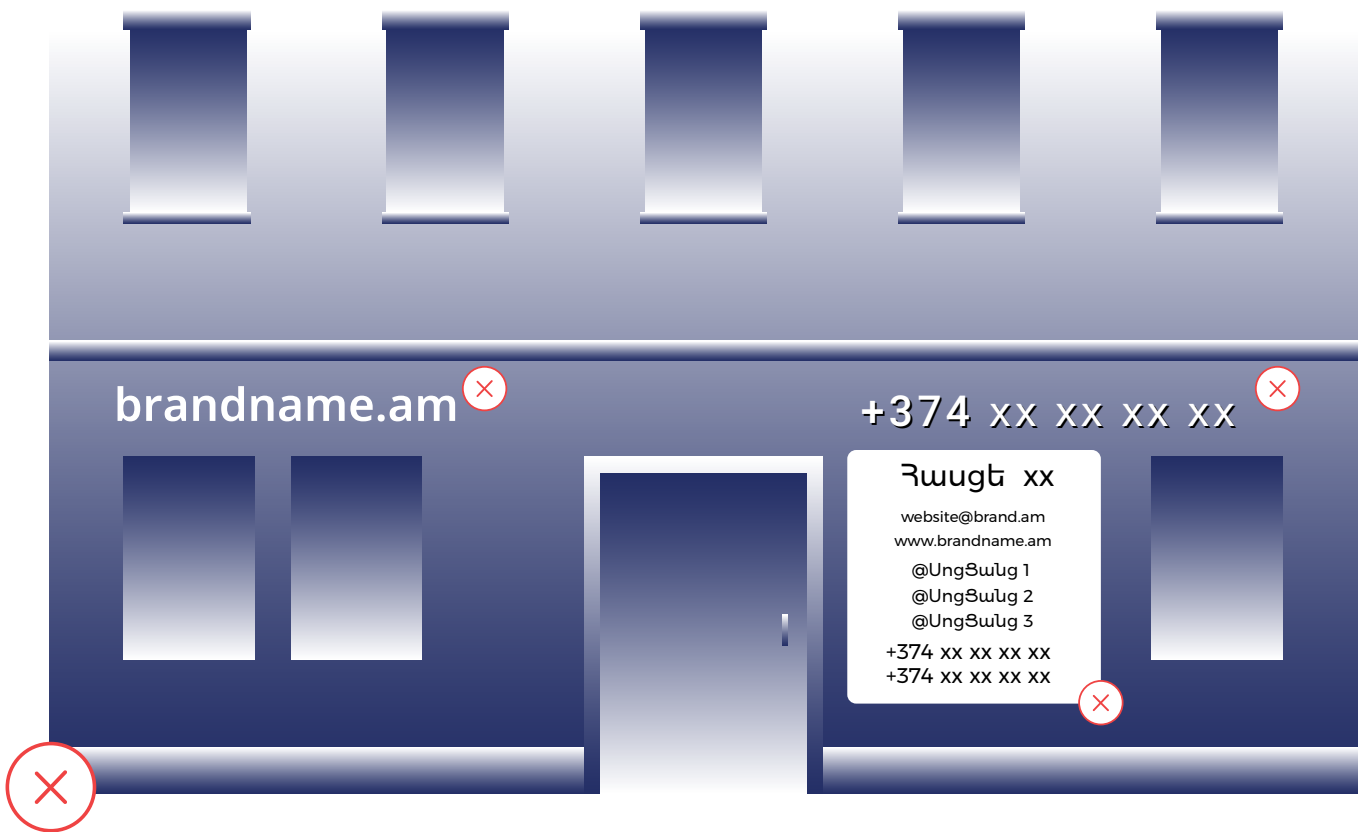 brandname.am
+374 xx xx xx xx
Հասցե xx
website@brand.am
www.brandname.am
@ՍոցՑանց 1
@ՍոցՑանց 2
@ՍոցՑանց 3
+374 xx xx xx xx
+374 xx xx xx xx